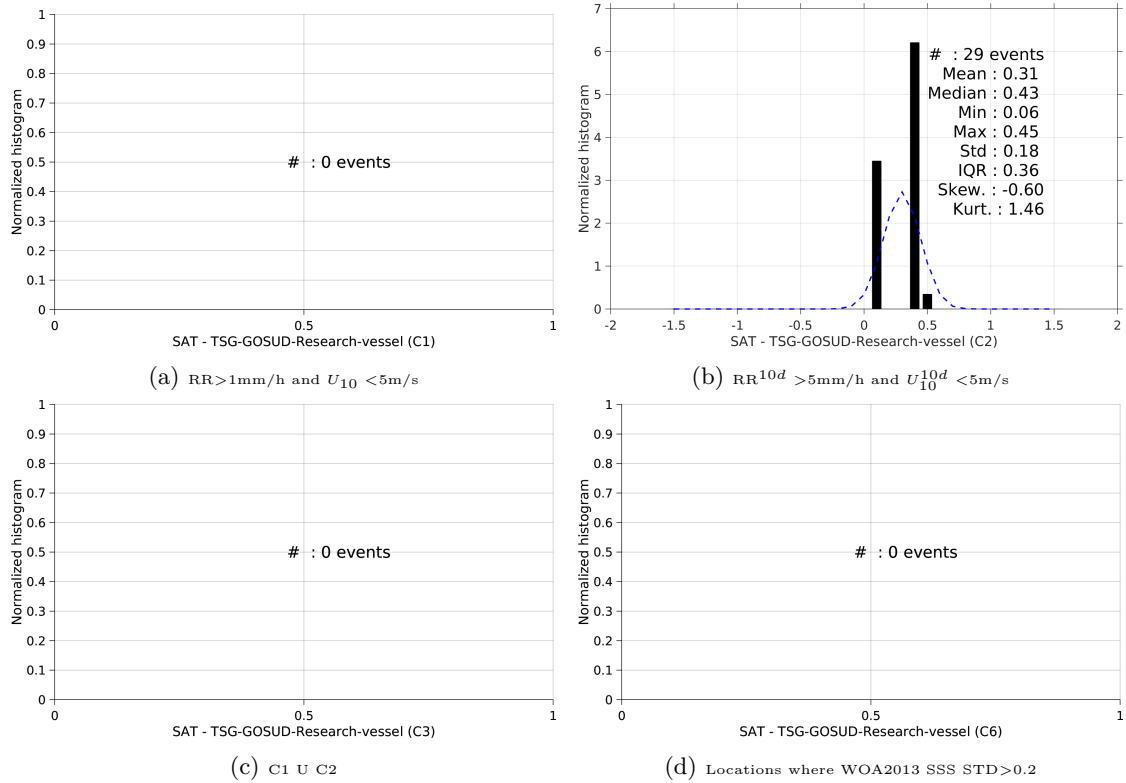 1
0.9
0.8
0.7
0.6
0.5
0.4
0.3
0.2
0.1
0
Normalized histogram
# : 0 events
0 0.5 1
SAT - TSG-GOSUD-Research-vessel (C1)
(a) RR>1mm/h and U10 <5m/s
7
6
5
4
3
2
1
0
Normalized histogram
# : 29 events
Mean : 0.31
Median : 0.43
Min : 0.06
Max : 0.45
Std : 0.18
IQR : 0.36
Skew. : -0.60
Kurt. : 1.46
-2 -1.5 -1 -0.5 0 0.5 1 1.5 2
SAT - TSG-GOSUD-Research-vessel (C2)
(b) RR^10d >5mm/h and U_10^10d <5m/s
1
0.9
0.8
0.7
0.6
0.5
0.4
0.3
0.2
0.1
0
Normalized histogram
# : 0 events
0 0.5 1
SAT - TSG-GOSUD-Research-vessel (C3)
(c) C1 U C2
1
0.9
0.8
0.7
0.6
0.5
0.4
0.3
0.2
0.1
0
Normalized histogram
# : 0 events
0 0.5 1
SAT - TSG-GOSUD-Research-vessel (C6)
(d) Locations where WOA2013 SSS STD>0.2